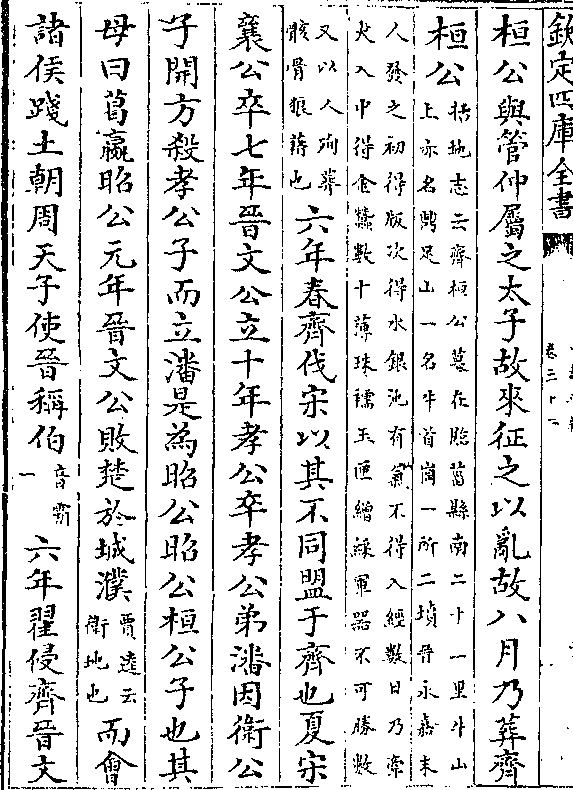 欽定四庫全書
桓公與管仲屬之太子故來征之以亂故八月乃葬齊
桓公
括地志云齊桓公墓在臨菑縣南二十一里牛山
上亦名鼎足山一名牛首崗一所二墳晉永嘉末
人發之初得版次得水銀池有氣不得入經數日乃牽
犬入中得金蠶數十薄珠襦玉匣繒綵軍器不可勝數
又以人殉葬
骸骨狼藉也
六年春齊伐宋以其不同盟于齊也夏宋
襄公卒七年晉文公立十年孝公卒孝公弟潘因衛公
子開方殺孝公子而立潘是為昭公昭公桓公子也其
母曰葛嬴昭公元年晉文公敗楚於城濮
賈逵云
衛地也
而會
諸侯踐土朝周天子使晉稱伯
音霸
一
六年翟侵齊晉文